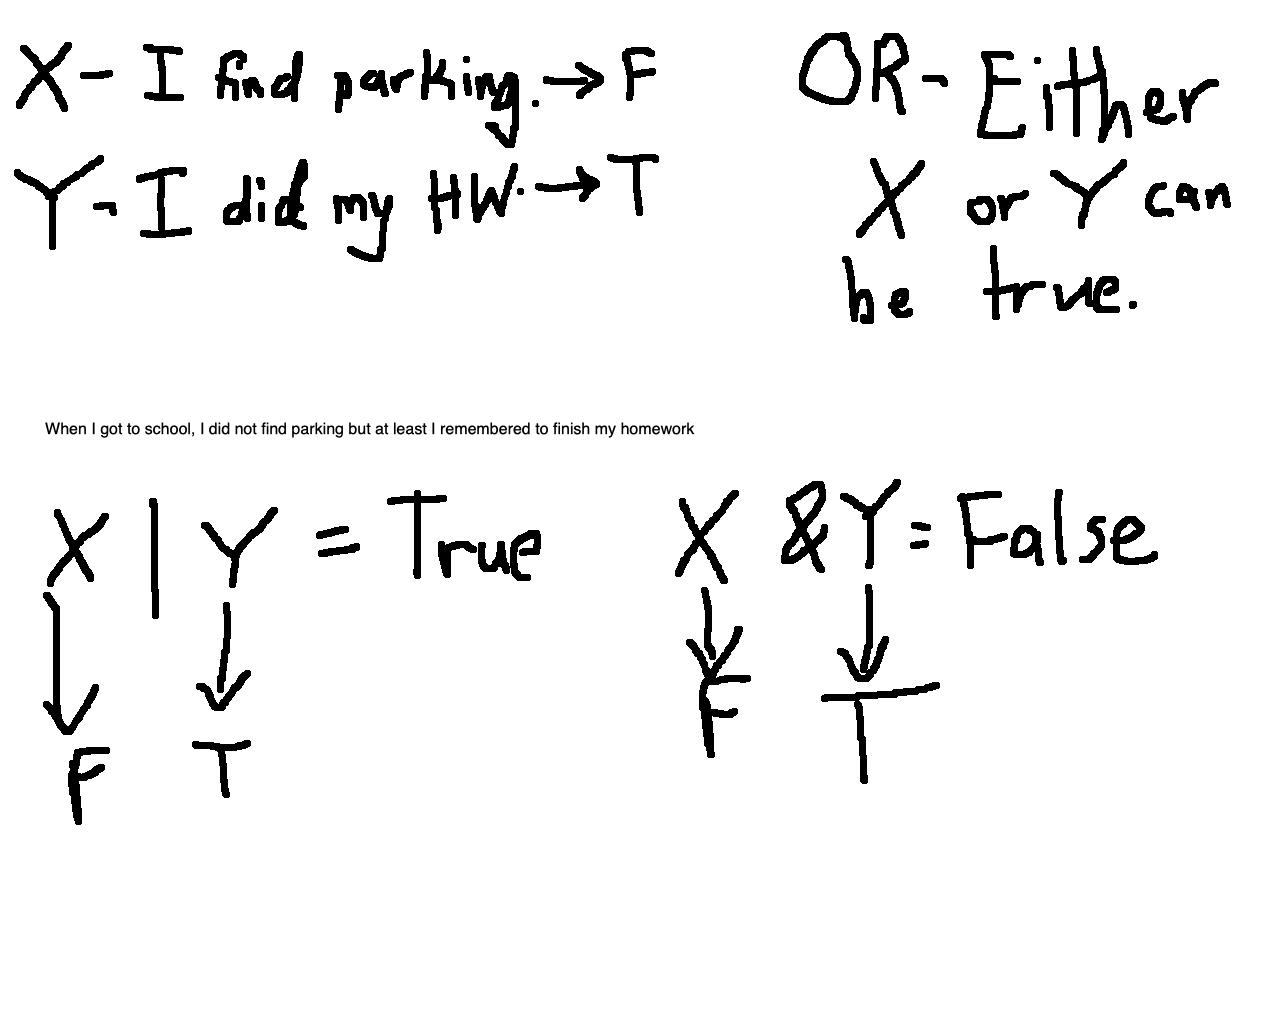 X- I find parking. → F
Y- I did my HW. → T
OR- Either
X or Y can
be true.
When I got to school, I did not find parking but at least I remembered to finish my homework
X | Y = True
F T
X & Y = False
F T